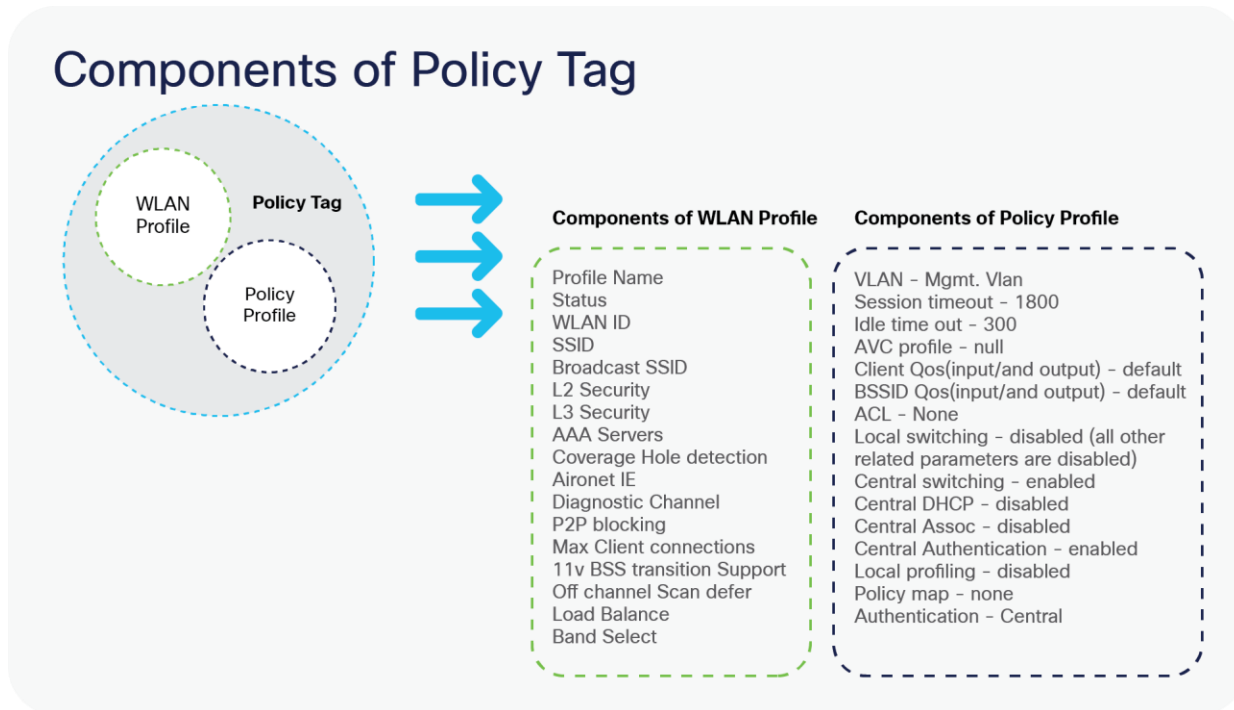 Components of Policy Tag
WLAN
Profile
Policy Tag
Policy
Profile
Components of WLAN Profile
Profile Name
Status
WLAN ID
SSID
Broadcast SSID
L2 Security
L3 Security
AAA Servers
Coverage Hole detection
Aironet IE
Diagnostic Channel
P2P blocking
Max Client connections
11v BSS transition Support
Off channel Scan defer
Load Balance
Band Select
Components of Policy Profile
VLAN – Mgmt. Vlan
Session timeout – 1800
Idle time out – 300
AVC profile – null
Client Qos(input/and output) – default
BSSID Qos(input/and output) – default
ACL – None
Local switching – disabled (all other
related parameters are disabled)
Central switching – enabled
Central DHCP – disabled
Central Assoc – disabled
Central Authentication – enabled
Local profiling – disabled
Policy map – none
Authentication – Central